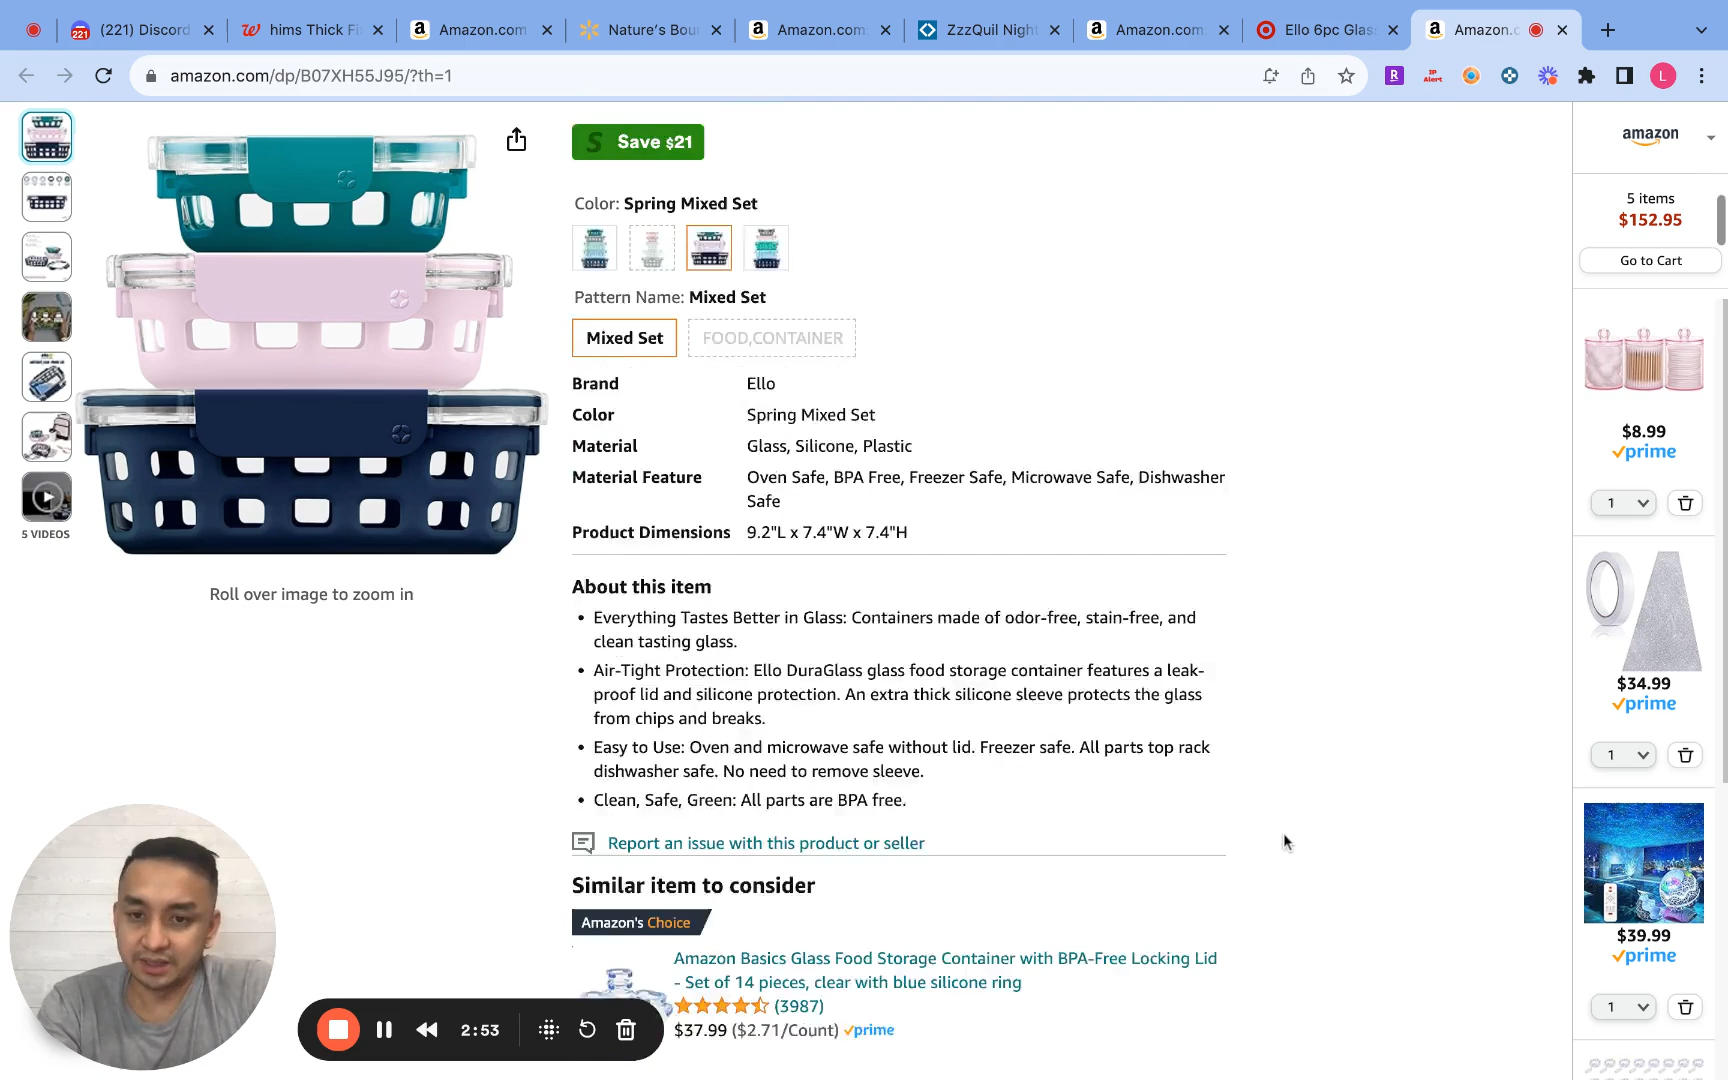 221
(221) Discord
hims Thick Fi
Amazon.com
Nature's Bou
Amazon.com
ZzzQuil Nigh
Amazon.com
Ello 6pc Glas
Amazon.c
amazon.com/dp/B07XH55J95/?th=1
R
IP
Alert
L
S Save $21
Color: Spring Mixed Set
Pattern Name: Mixed Set
Mixed Set
FOOD,CONTAINER
Brand Ello
Color Spring Mixed Set
Material Glass, Silicone, Plastic
Material Feature Oven Safe, BPA Free, Freezer Safe, Microwave Safe, Dishwasher
Safe
Product Dimensions 9.2"L x 7.4"W x 7.4"H
5 VIDEOS
Roll over image to zoom in
About this item
• Everything Tastes Better in Glass: Containers made of odor-free, stain-free, and
clean tasting glass.
• Air-Tight Protection: Ello DuraGlass glass food storage container features a leak-
proof lid and silicone protection. An extra thick silicone sleeve protects the glass
from chips and breaks.
• Easy to Use: Oven and microwave safe without lid. Freezer safe. All parts top rack
dishwasher safe. No need to remove sleeve.
• Clean, Safe, Green: All parts are BPA free.
Report an issue with this product or seller
Similar item to consider
Amazon's Choice
Amazon Basics Glass Food Storage Container with BPA-Free Locking Lid
- Set of 14 pieces, clear with blue silicone ring
(3987)
$37.99 ($2.71/Count) prime
2:53
amazon
5 items
$152.95
Go to Cart
$8.99
prime
1
$34.99
prime
1
$39.99
prime
1